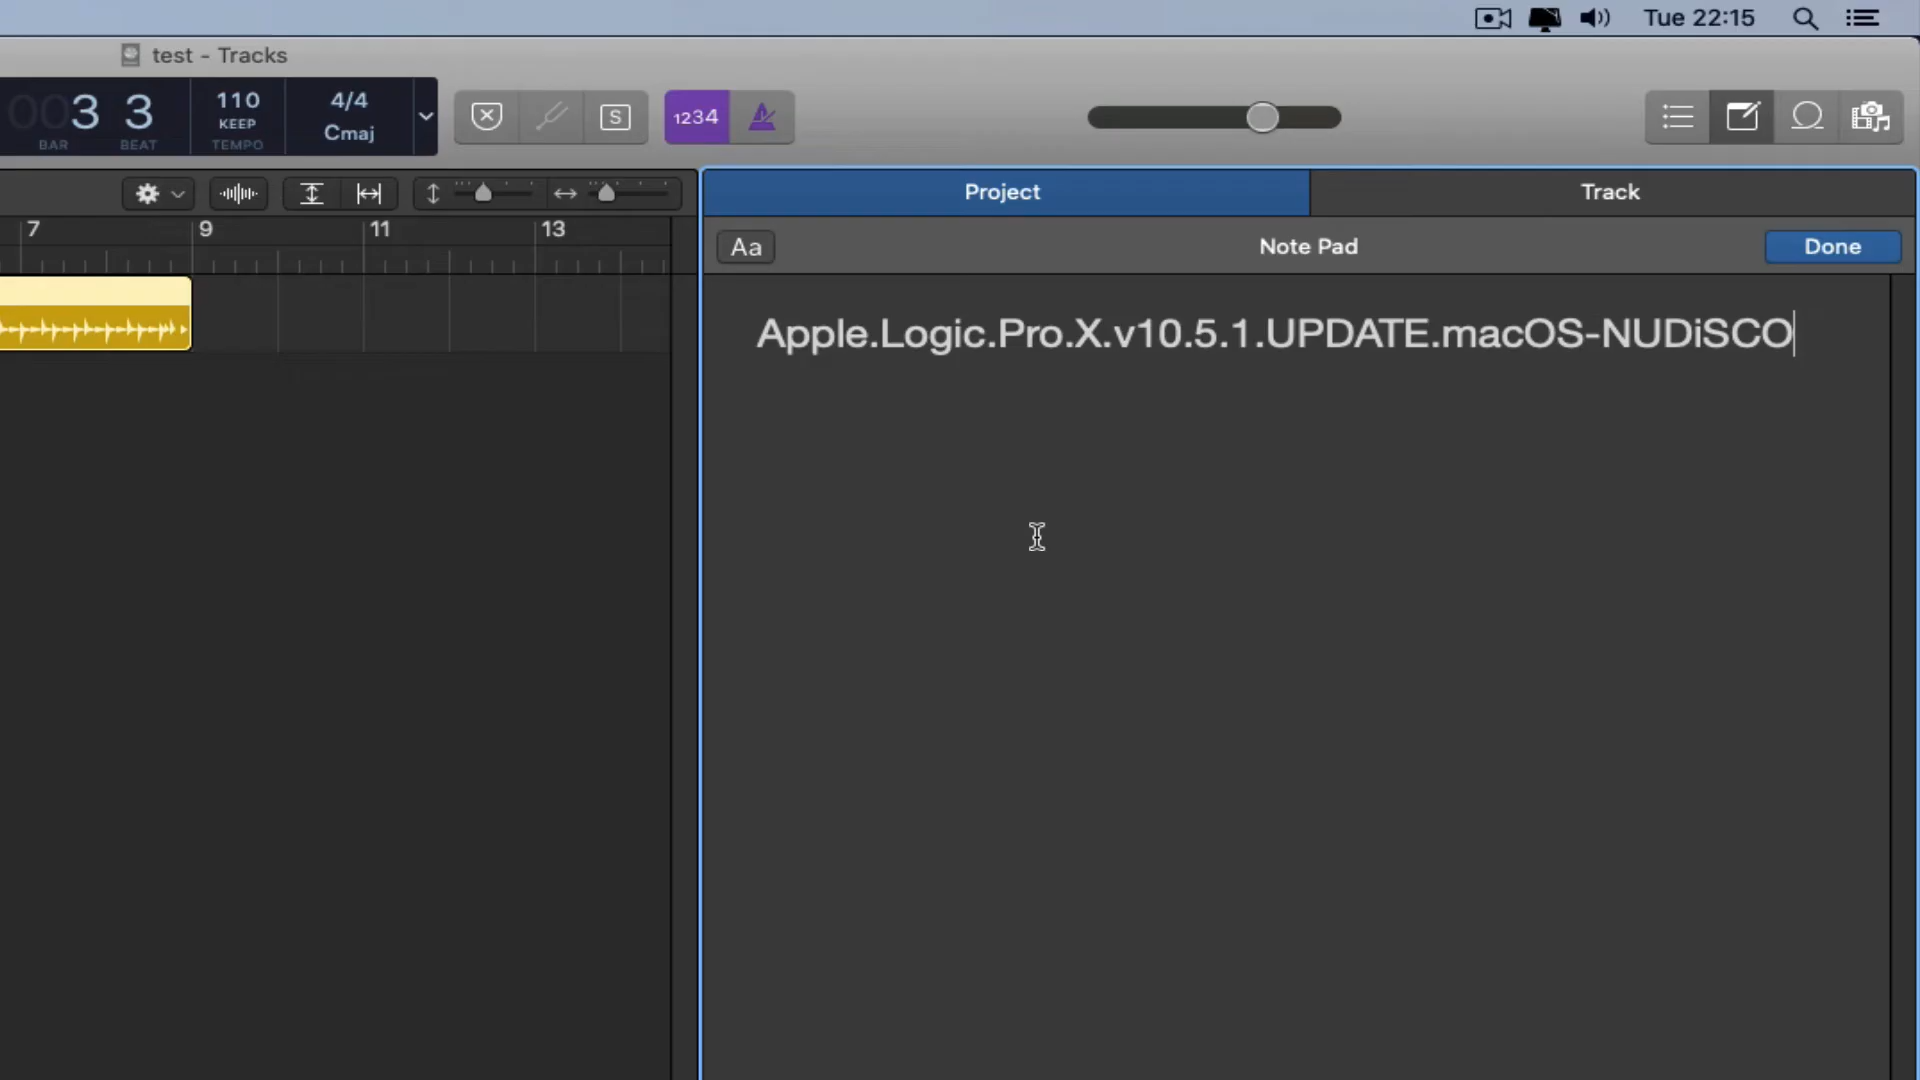 Tue 22:15
test - Tracks
003 3
BAR BEAT
110
KEEP
TEMPO
4/4
Cmaj
S
1234
Project
Track
7 9 11 13
Aa
Note Pad
Done
Apple.Logic.Pro.X.v10.5.1.UPDATE.macOS-NUDiSCO